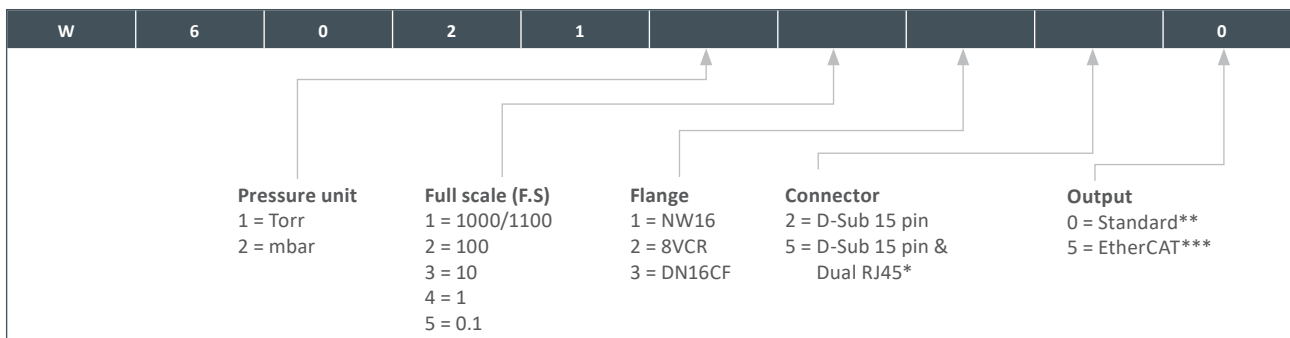 W 6 0 2 1 0
Pressure unit
1 = Torr
2 = mbar
Full scale (F.S)
1 = 1000/1100
2 = 100
3 = 10
4 = 1
5 = 0.1
Flange
1 = NW16
2 = 8VCR
3 = DN16CF
Connector
2 = D-Sub 15 pin
5 = D-Sub 15 pin &
Dual RJ45*
Output
0 = Standard**
5 = EtherCAT***